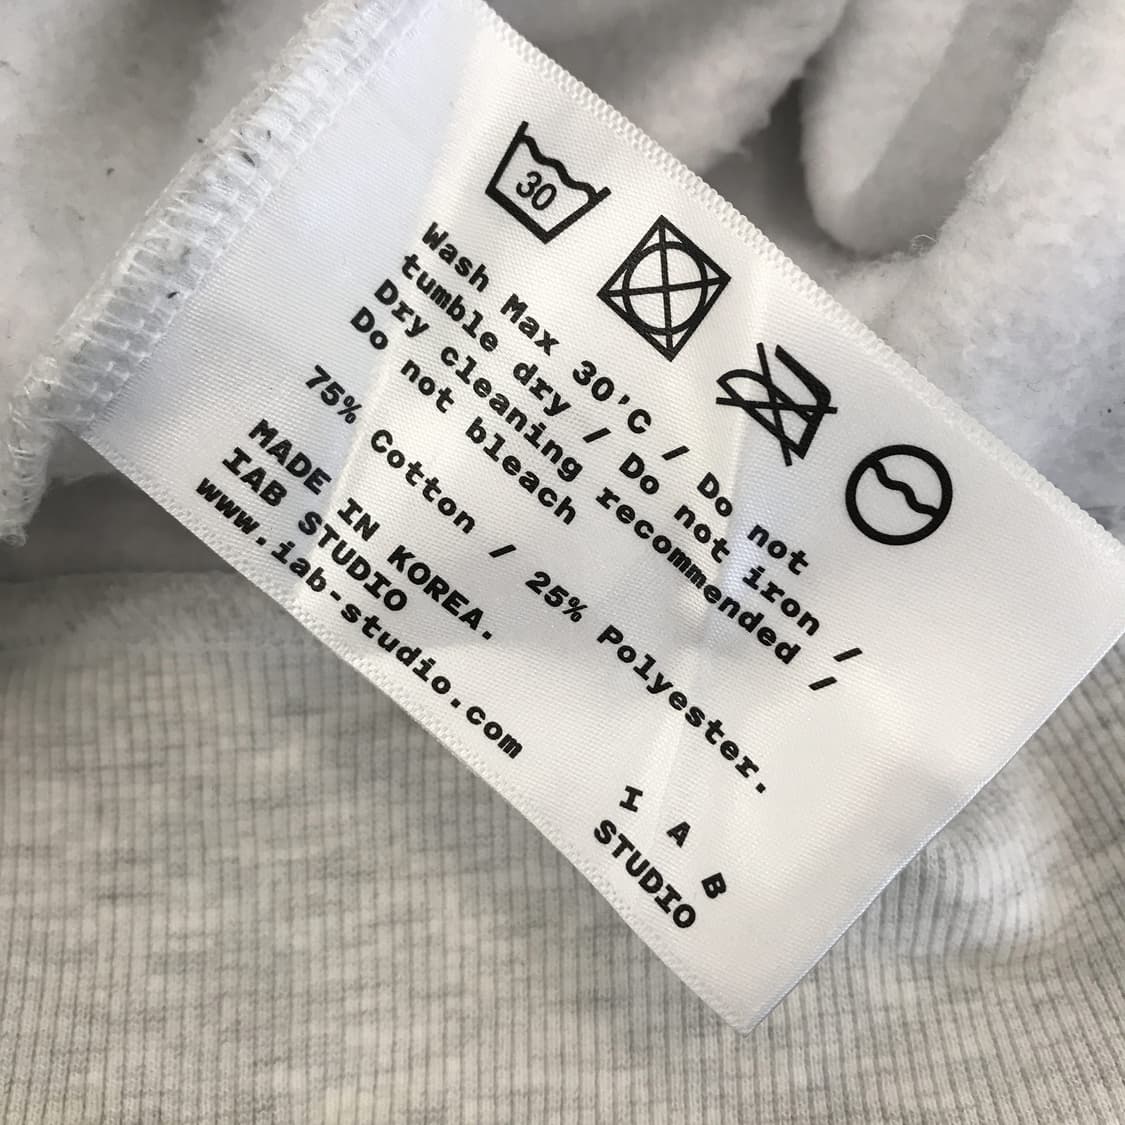 30
Wash Max 30'C / Do not
tumble dry / Do not iron /
Dry cleaning recommended /
Do not bleach
75% Cotton / 25% Polyester.
MADE IN KOREA.
IAB STUDIO
www.iab-studio.com
I A B
STUDIO